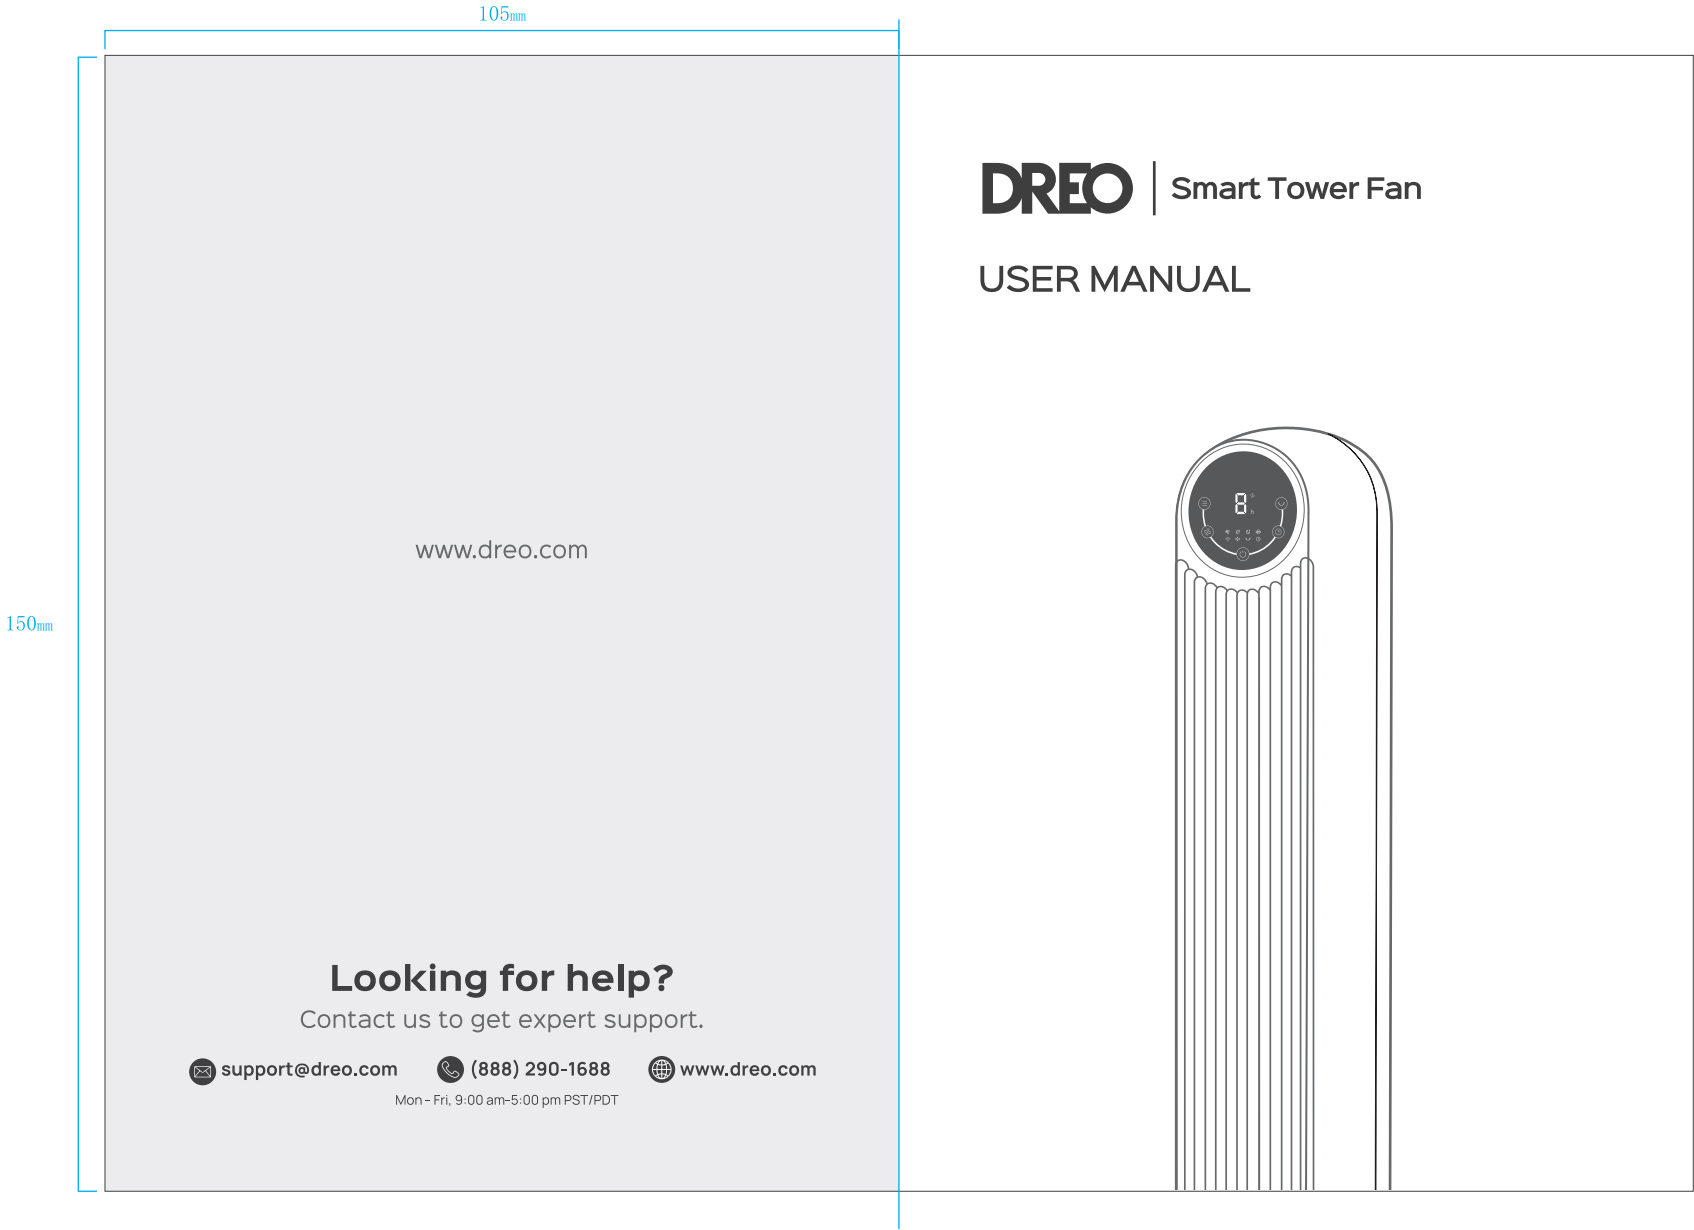 105mm
150mm
www.dreo.com
Looking for help?
Contact us to get expert support.
support@dreo.com (888) 290-1688 www.dreo.com
Mon - Fri, 9:00 am-5:00 pm PST/PDT
DREO | Smart Tower Fan
USER MANUAL
8
h